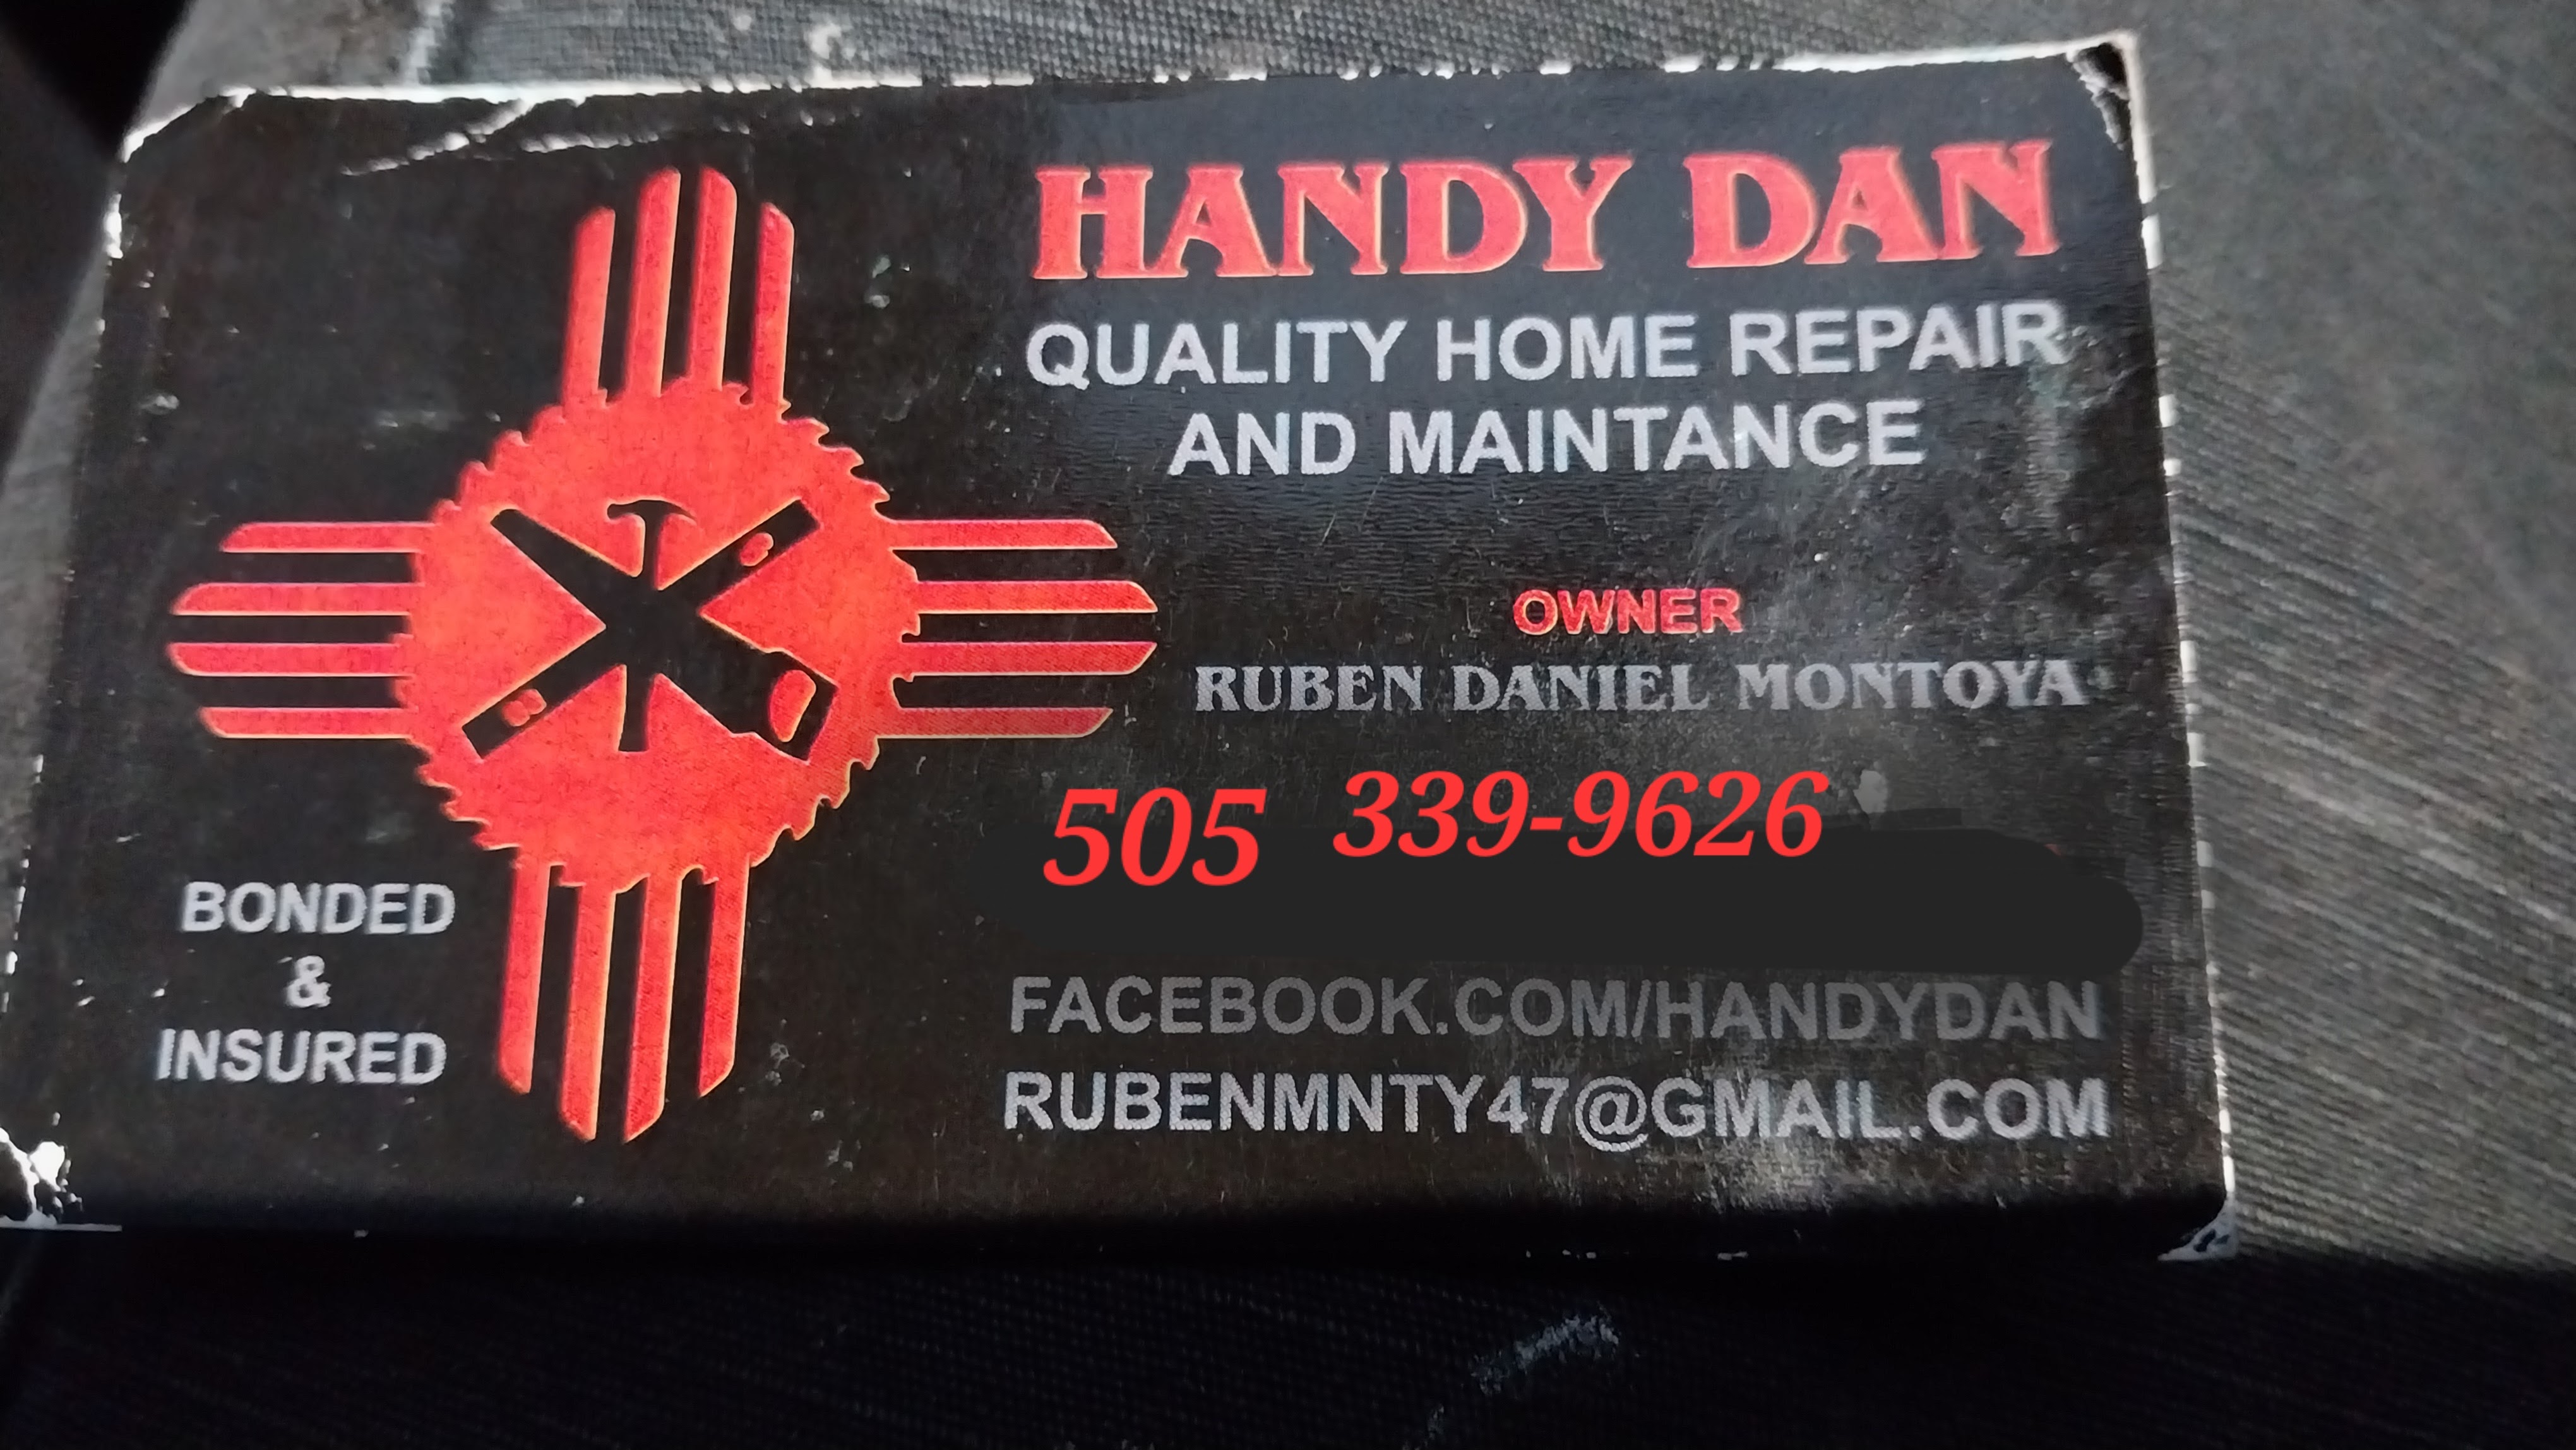 HANDY DAN
QUALITY HOME REPAIR
AND MAINTANCE
OWNER
RUBEN DANIEL MONTOYA
505 339-9626
FACEBOOK.COM/HANDYDAN
RUBENMNTY47@GMAIL.COM
BONDED
&
INSURED